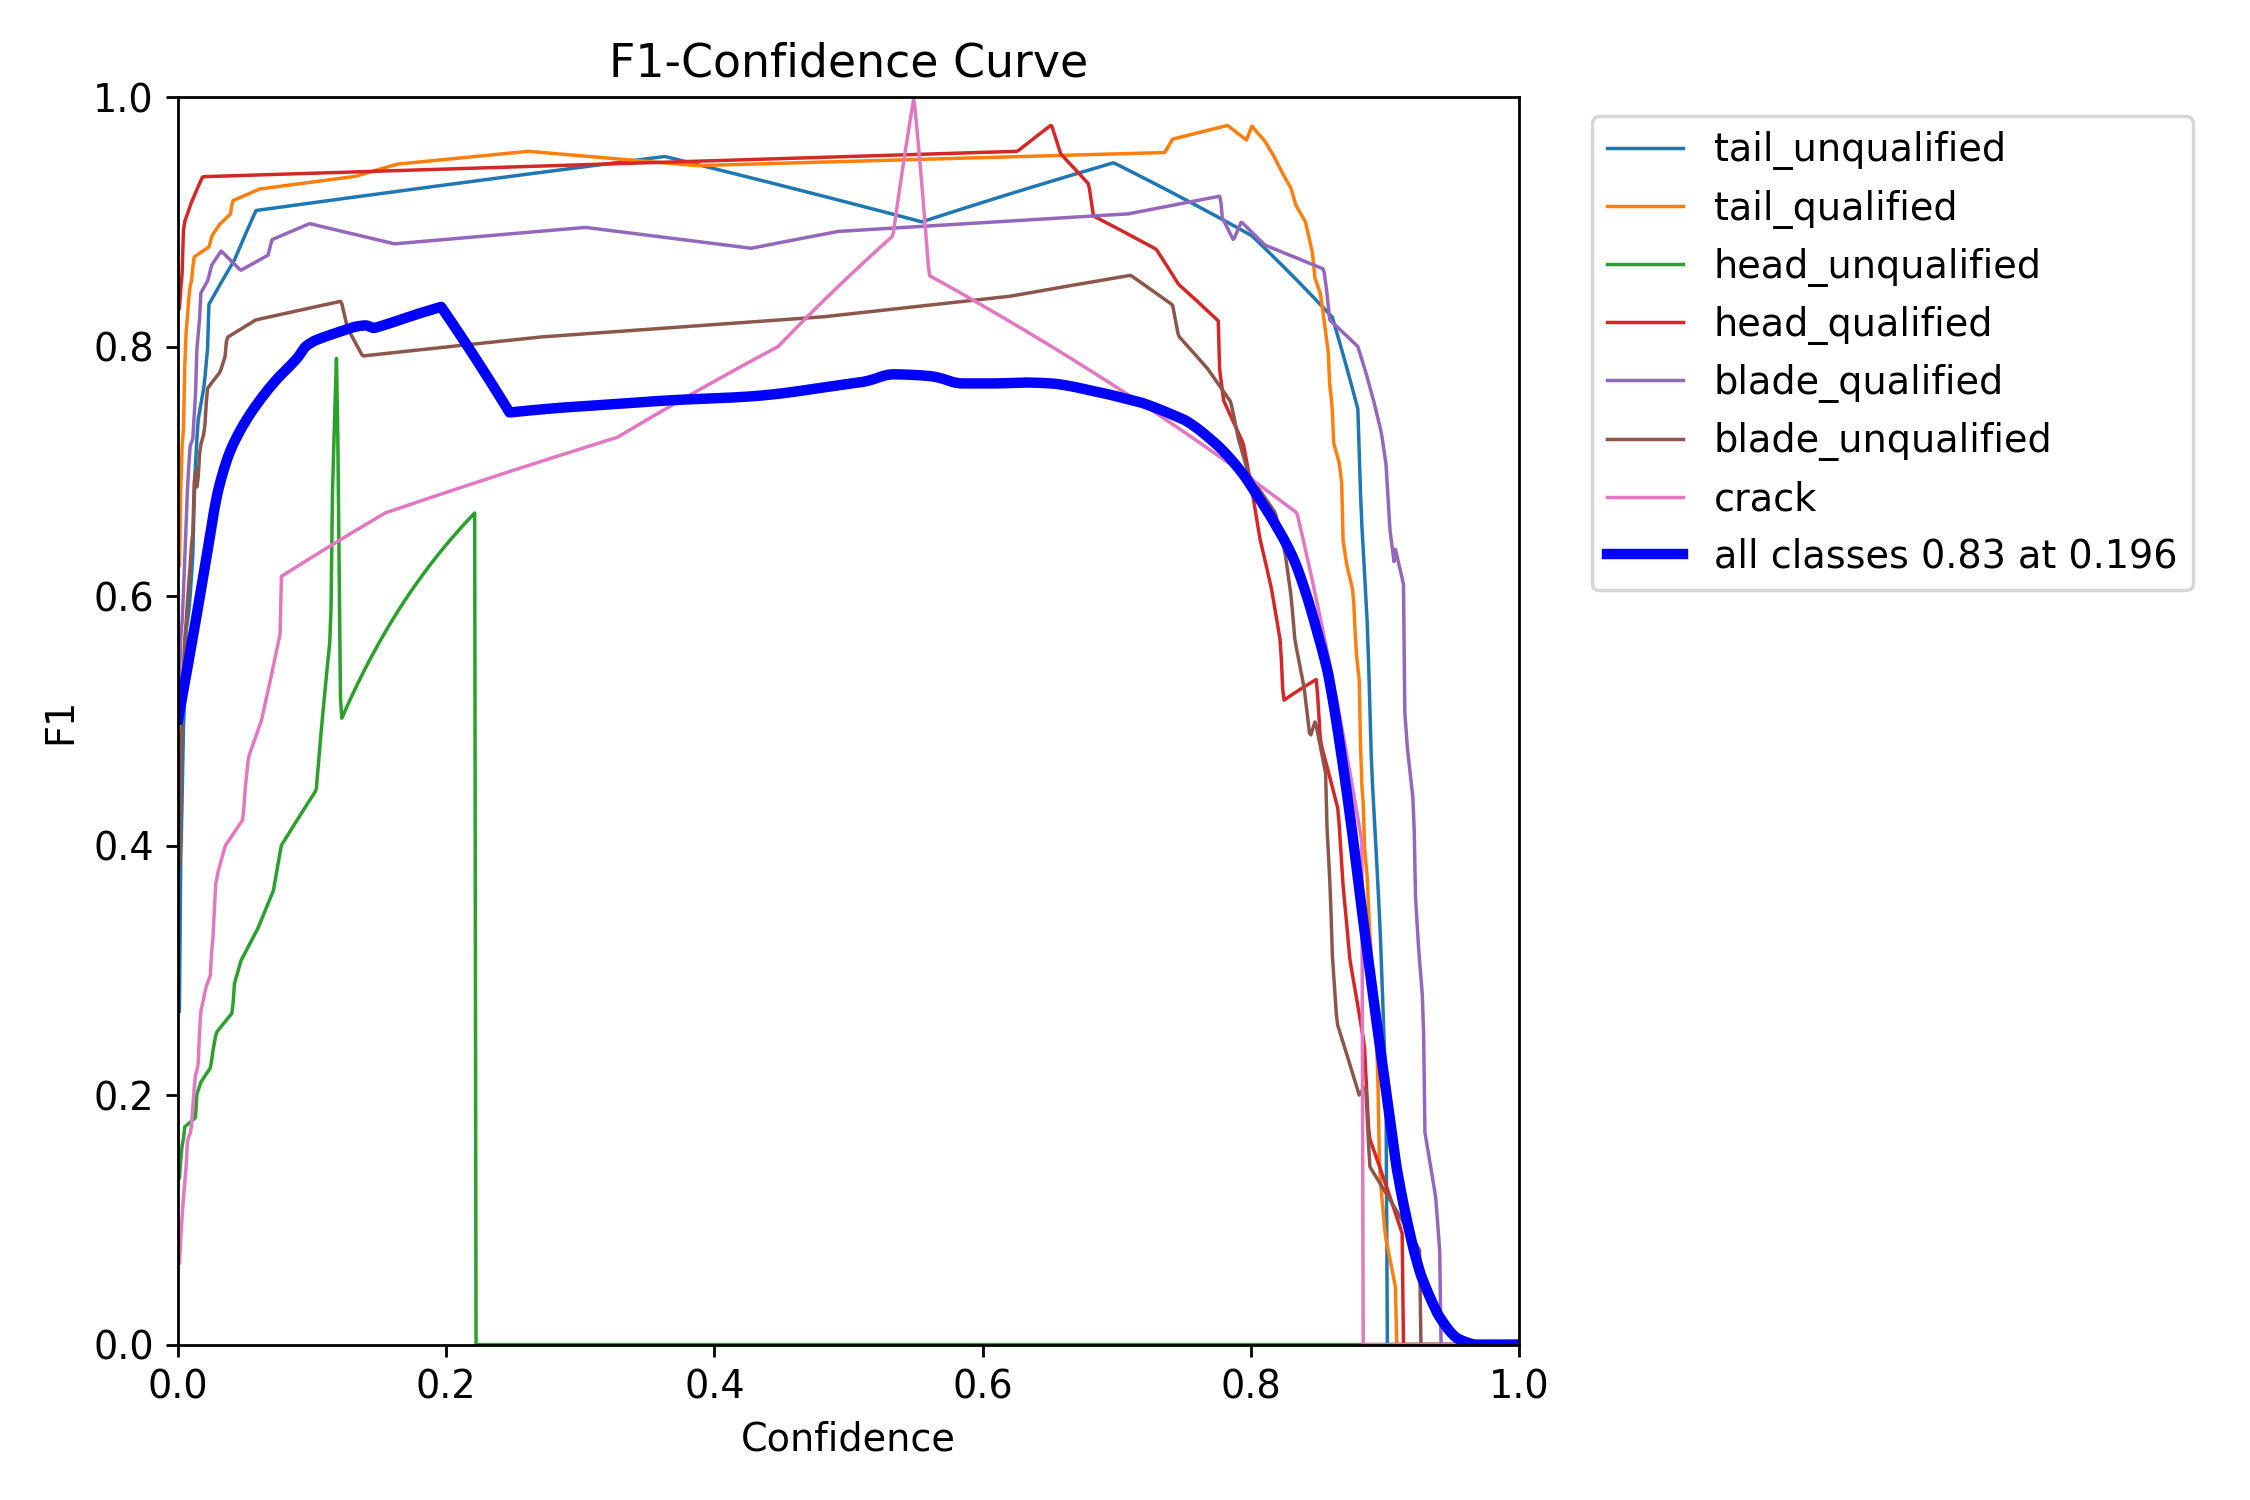 F1-Confidence Curve
1.0
0.8
0.6
0.4
0.2
0.0
F1
0.0 0.2 0.4 0.6 0.8 1.0
Confidence
tail_unqualified
tail_qualified
head_unqualified
head_qualified
blade_qualified
blade_unqualified
crack
all classes 0.83 at 0.196